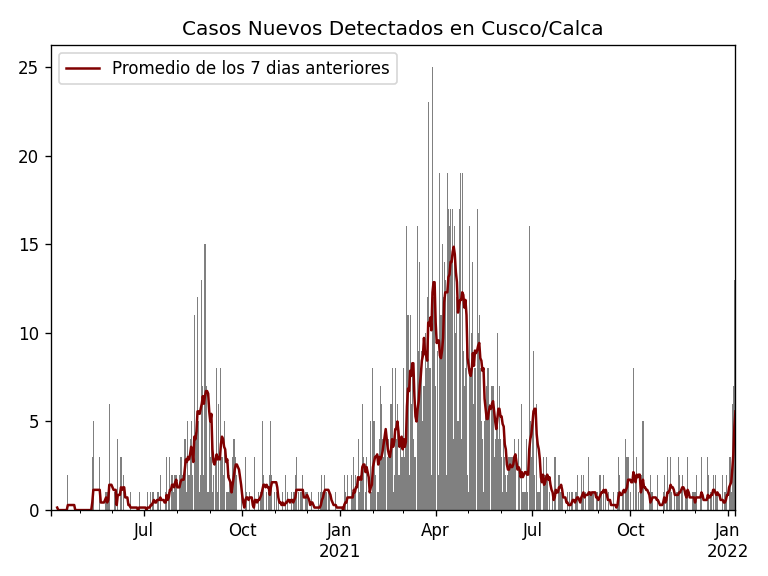 Casos Nuevos Detectados en Cusco/Calca
Promedio de los 7 dias anteriores
25
20
15
10
5
0
Jul Oct Jan Apr Jul Oct Jan
2021 2022